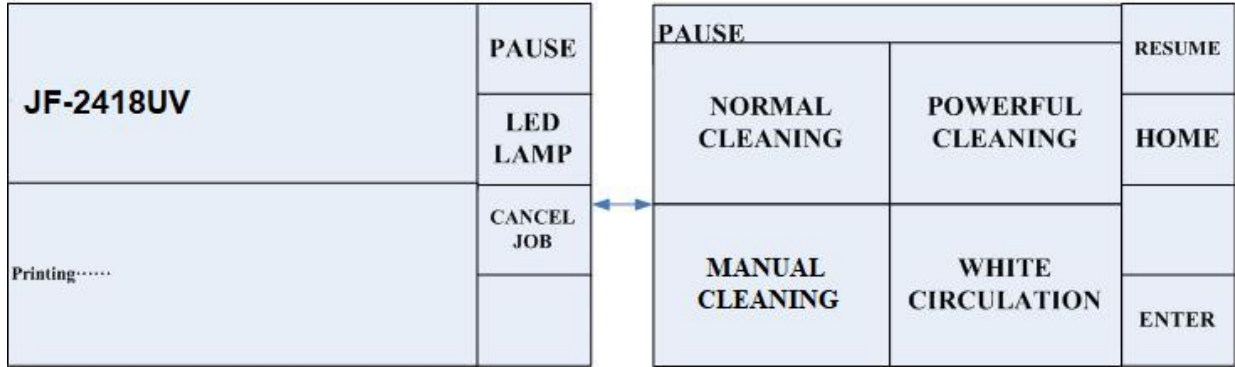 JF-2418UV
Printing……
PAUSE
LED
LAMP
CANCEL
JOB
PAUSE
NORMAL
CLEANING
POWERFUL
CLEANING
MANUAL
CLEANING
WHITE
CIRCULATION
RESUME
HOME
ENTER